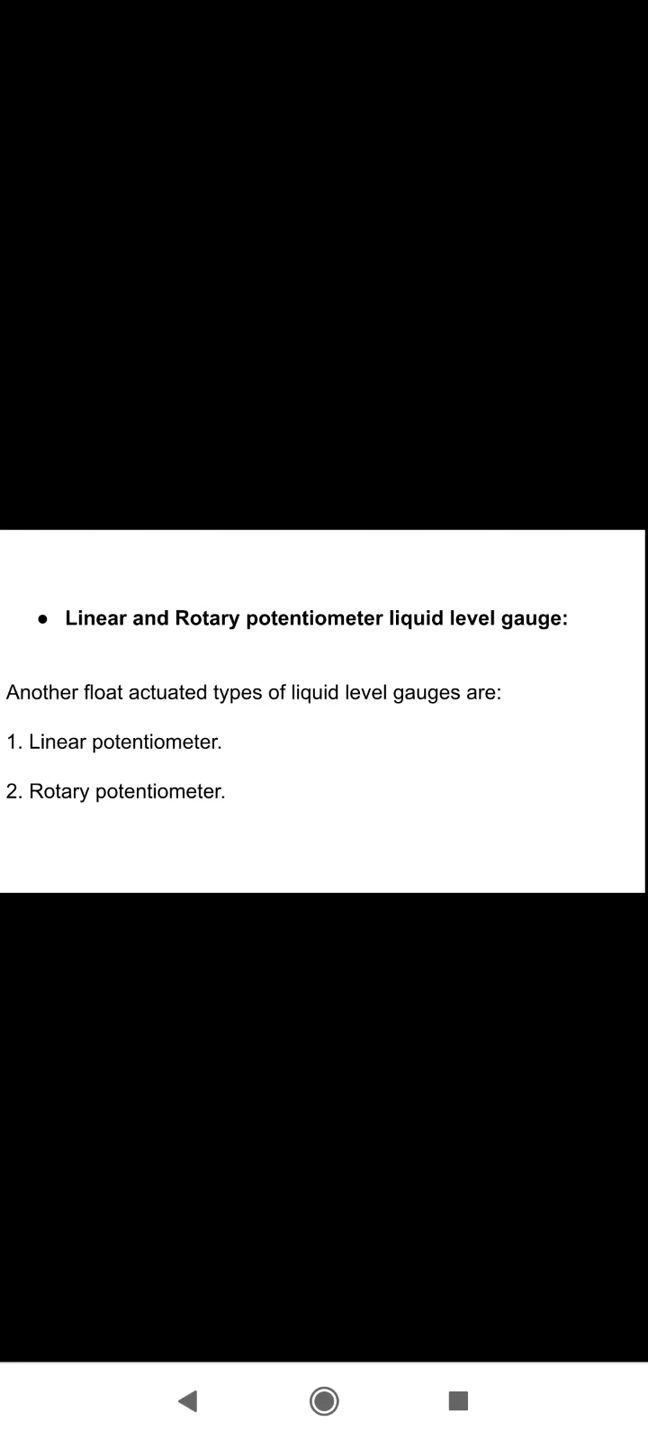 ● Linear and Rotary potentiometer liquid level gauge:
Another float actuated types of liquid level gauges are:
1. Linear potentiometer.
2. Rotary potentiometer.